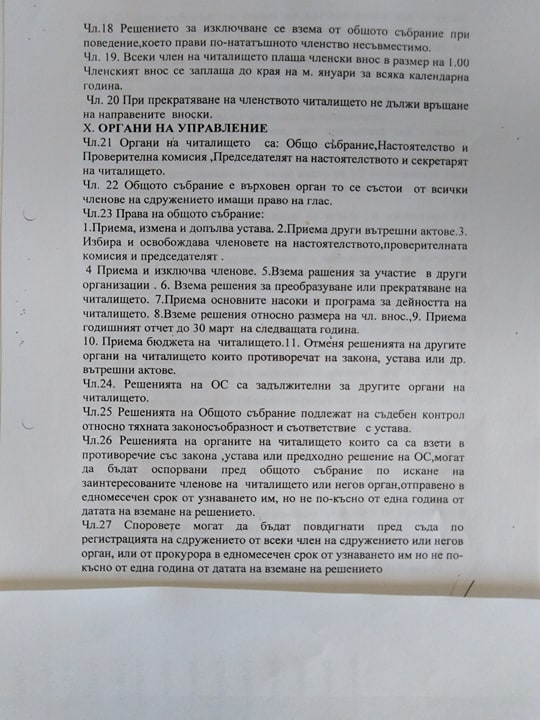 Чл.18 Решението за изключване се взема от общото събрание при
поведение,което прави по-нататъшното членство несъвместимо.
Чл. 19. Всеки член на читалището плаща членски внос в размер на 1.00
Членският внос се заплаща до края на м. януари за всяка календарна
година.
Чл. 20 При прекратяване на членството читалището не дължи връщане
на направените вноски.
X. ОРГАНИ НА УПРАВЛЕНИЕ
Чл.21 Органи на читалището са: Общо събрание,Настоятелство и
Проверителна комисия ,Председателят на настоятелството и секретарят
на читалището.
Чл. 22 Общото събрание е върховен орган то се състои от всички
членове на сдружението имащи право на глас.
Чл.23 Права на общото събрание:
1.Приема, измена и допълва устава. 2.Приема други вътрешни актове.3.
Избира и освобождава членовете на настоятелството,проверителната
комисия и председателят .
4 Приема и изключва членове. 5.Взема рашения за участие в други
организации . 6. Взема решения за преобразуване или прекратяване на
читалището. 7.Приема основните насоки и програма за дейността на
читалището. 8.Вземе решения относно размера на чл. внос.,9. Приема
годишният отчет до 30 март на следващата година.
10. Приема бюджета на читалището.11. Отменя решенията на другите
органи на читалището които противоречат на закона, устава или др.
вътрешни актове.
Чл.24. Решенията на ОС са задължителни за другите органи на
читалището.
Чл.25 Решенията на Общото събрание подлежат на съдебен контрол
относно тяхната законосъобразност и съответствие с устава.
Чл.26 Решенията на органите на читалището които са са взети в
противоречие със закона ,устава или предходно решение на ОС,могат
да бъдат оспорвани пред общото събрание по искане на
заинтересованите членове на читалището или негов орган,отправено в
едномесечен срок от узнаването им, но не по-късно от една година от
датата на вземане на решението.
Чл.27 Споровете могат да бъдат повдигнати пред съда по
регистрацията на сдружението от всеки член на сдружението или негов
орган, или от прокурора в едномесечен срок от узнаването им но не по-
късно от една година от датата на вземане на решението